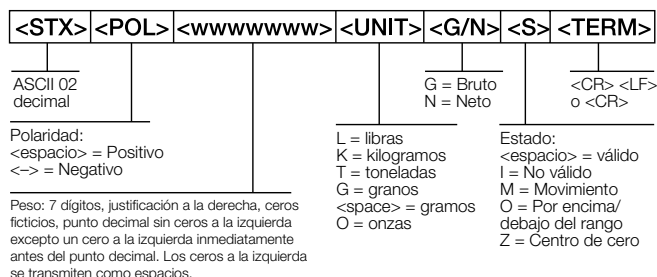 <STX> <POL> <wwwwwww> <UNIT> <G/N> <S> <TERM>
ASCII 02
decimal
G = Bruto
N = Neto
<CR> <LF>
o <CR>
Polaridad:
<espacio> = Positivo
<–> = Negativo
L = libras
K = kilogramos
T = toneladas
G = granos
<space> = gramos
O = onzas
Estado:
<espacio> = válido
I = No válido
M = Movimiento
O = Por encima/
debajo del rango
Z = Centro de cero
Peso: 7 dígitos, justificación a la derecha, ceros
ficticios, punto decimal sin ceros a la izquierda
excepto un cero a la izquierda inmediatamente
antes del punto decimal. Los ceros a la izquierda
se transmiten como espacios.